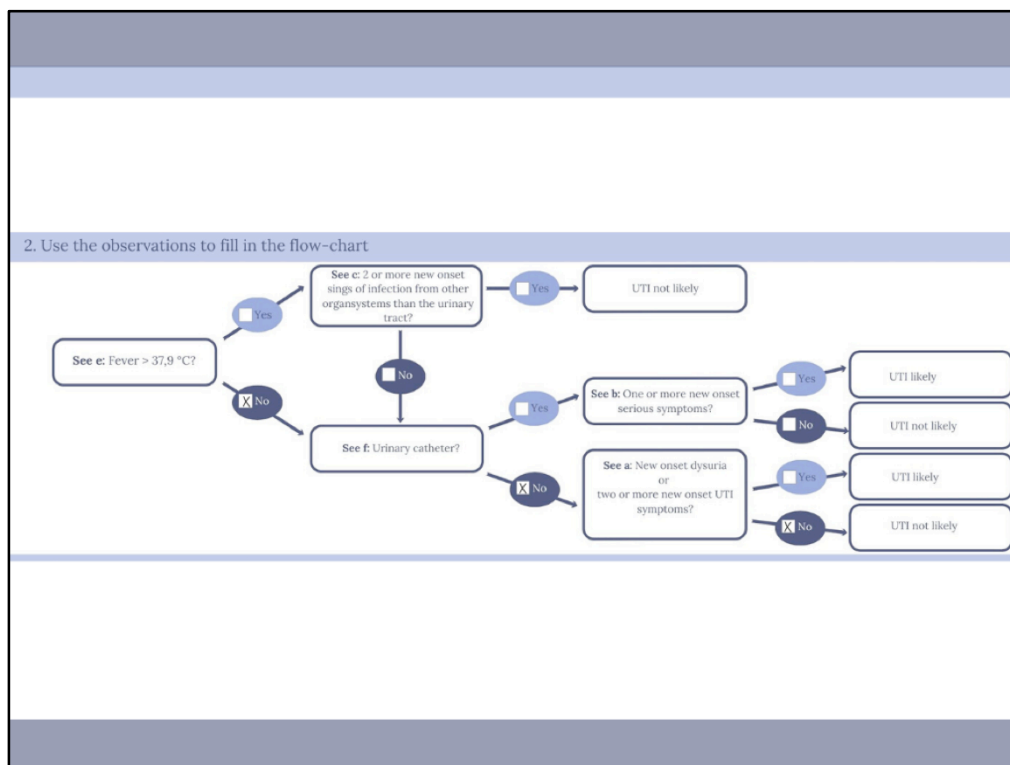 2. Use the observations to fill in the flow-chart
See c: 2 or more new onset
sings of infection from other
organsystems than the urinary
tract?
Yes
UTI not likely
Yes
See e: Fever > 37,9 °C?
No
X No
See f: Urinary catheter?
Yes
See b: One or more new onset
serious symptoms?
Yes
UTI likely
No
UTI not likely
X No
See a: New onset dysuria
or
two or more new onset UTI
symptoms?
Yes
UTI likely
X No
UTI not likely